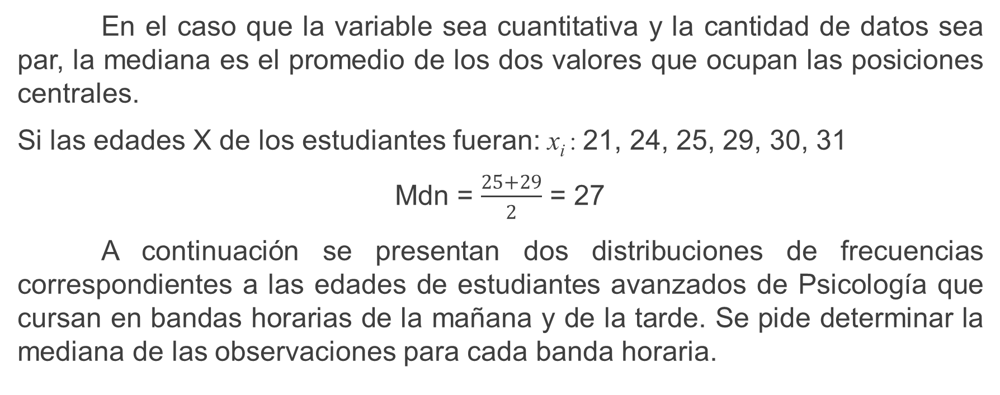 En el caso que la variable sea cuantitativa y la cantidad de datos sea
par, la mediana es el promedio de los dos valores que ocupan las posiciones
centrales.
Si las edades X de los estudiantes fueran: xᵢ : 21, 24, 25, 29, 30, 31
Mdn = (25+29)/2 = 27
A continuación se presentan dos distribuciones de frecuencias
correspondientes a las edades de estudiantes avanzados de Psicología que
cursan en bandas horarias de la mañana y de la tarde. Se pide determinar la
mediana de las observaciones para cada banda horaria.